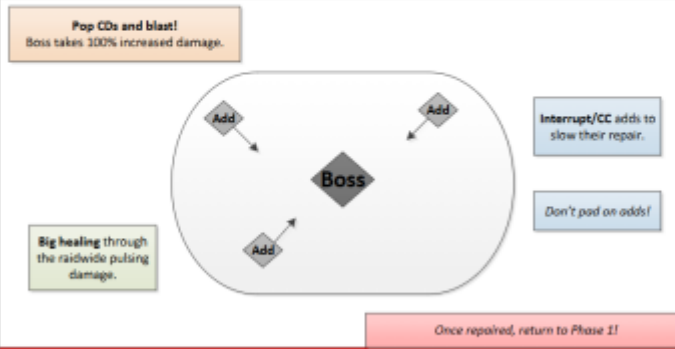 Pop CDs and blast!
Boss takes 100% increased damage.
Add
Add
Interrupt/CC adds to
slow their repair.
Boss
Don't pad on adds!
Big healing through
the raidwide pulsing
damage.
Add
Once repaired, return to Phase 1!